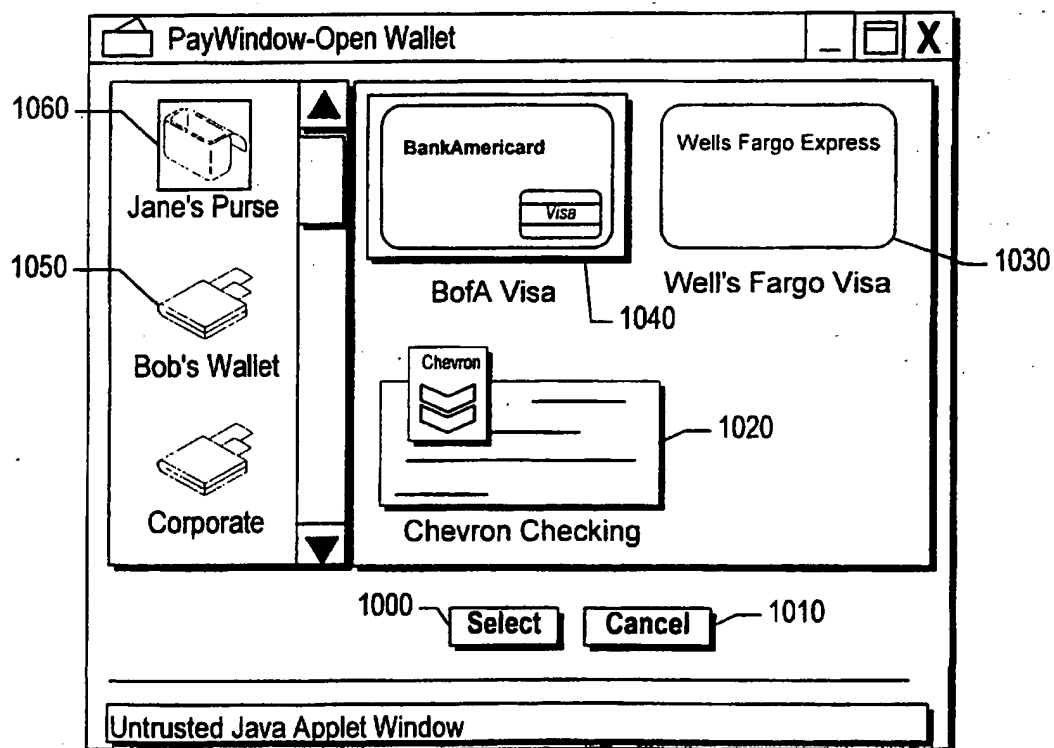 PayWindow-Open Wallet
_ X
1060
Jane's Purse
1050
Bob's Wallet
Corporate
BankAmericard
Visa
BofA Visa
1040
Wells Fargo Express
Well's Fargo Visa
1030
Chevron
1020
Chevron Checking
1000
Select
Cancel
1010
Untrusted Java Applet Window